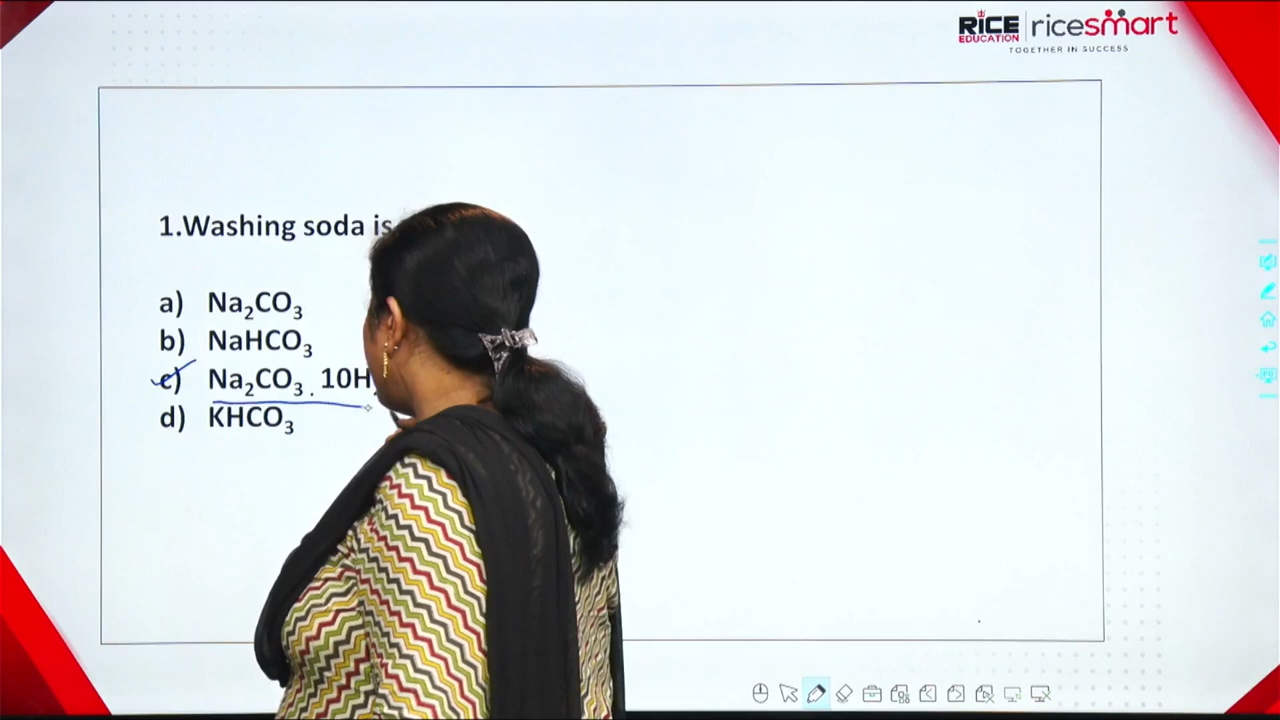 RICE EDUCATION ricesmart
TOGETHER IN SUCCESS
1.Washing soda is
a) Na₂CO₃
b) NaHCO₃
c) Na₂CO₃ . 10H
d) KHCO₃